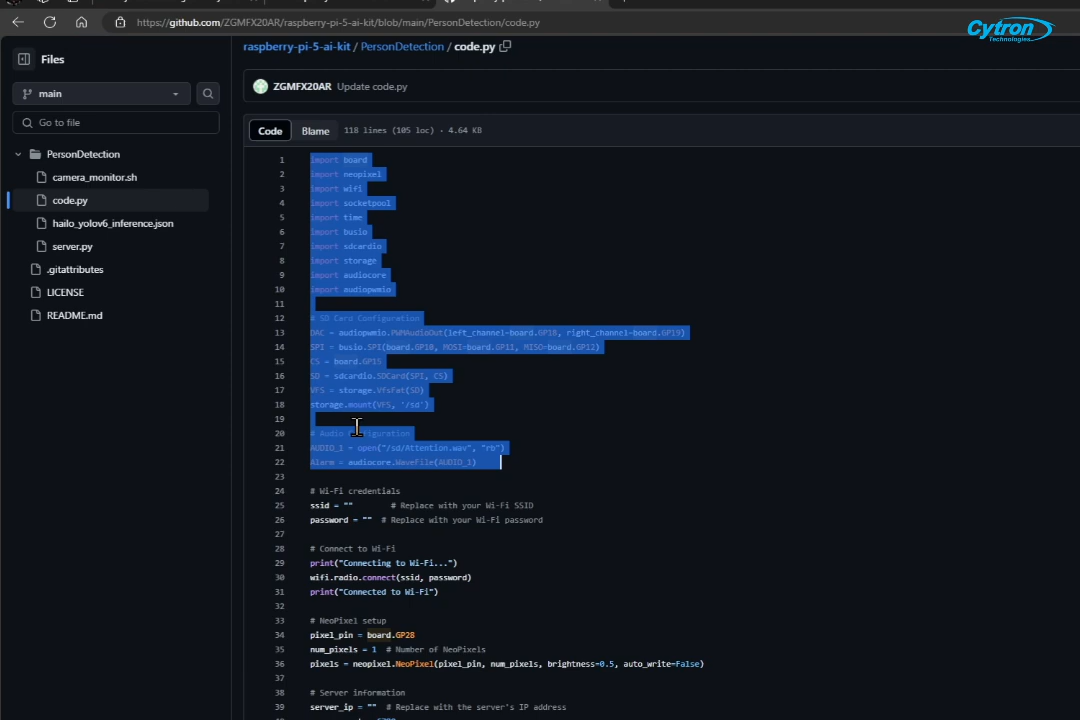 https://github.com/ZGMFX20AR/raspberry-pi-5-ai-kit/blob/main/PersonDetection/code.py
Cytron
Technologies
Files
raspberry-pi-5-ai-kit / PersonDetection / code.py
main
ZGMFX20AR Update code.py
Go to file
Code Blame 118 lines (105 loc) · 4.64 KB
PersonDetection
camera_monitor.sh
code.py
hailo_yolov6_inference.json
server.py
.gitattributes
LICENSE
README.md
1 import board
2 import neopixel
3 import wifi
4 import socketpool
5 import time
6 import busio
7 import sdcardio
8 import storage
9 import audiocore
10 import audiopwmio
11
12 # SD Card Configuration
13 DAC = audiopwmio.PWMAudioOut(left_channel=board.GP18, right_channel=board.GP19)
14 SPI = busio.SPI(board.GP10, MOSI=board.GP11, MISO=board.GP12)
15 CS = board.GP15
16 SD = sdcardio.SDCard(SPI, CS)
17 VFS = storage.VfsFat(SD)
18 storage.mount(VFS, '/sd')
19
20 # Audio Configuration
21 AUDIO_1 = open("/sd/Attention.wav", "rb")
22 Alarm = audiocore.WaveFile(AUDIO_1)
23
24 # Wi-Fi credentials
25 ssid = "" # Replace with your Wi-Fi SSID
26 password = "" # Replace with your Wi-Fi password
27
28 # Connect to Wi-Fi
29 print("Connecting to Wi-Fi...")
30 wifi.radio.connect(ssid, password)
31 print("Connected to Wi-Fi")
32
33 # NeoPixel setup
34 pixel_pin = board.GP28
35 num_pixels = 1 # Number of NeoPixels
36 pixels = neopixel.NeoPixel(pixel_pin, num_pixels, brightness=0.5, auto_write=False)
37
38 # Server information
39 server_ip = "" # Replace with the server's IP address